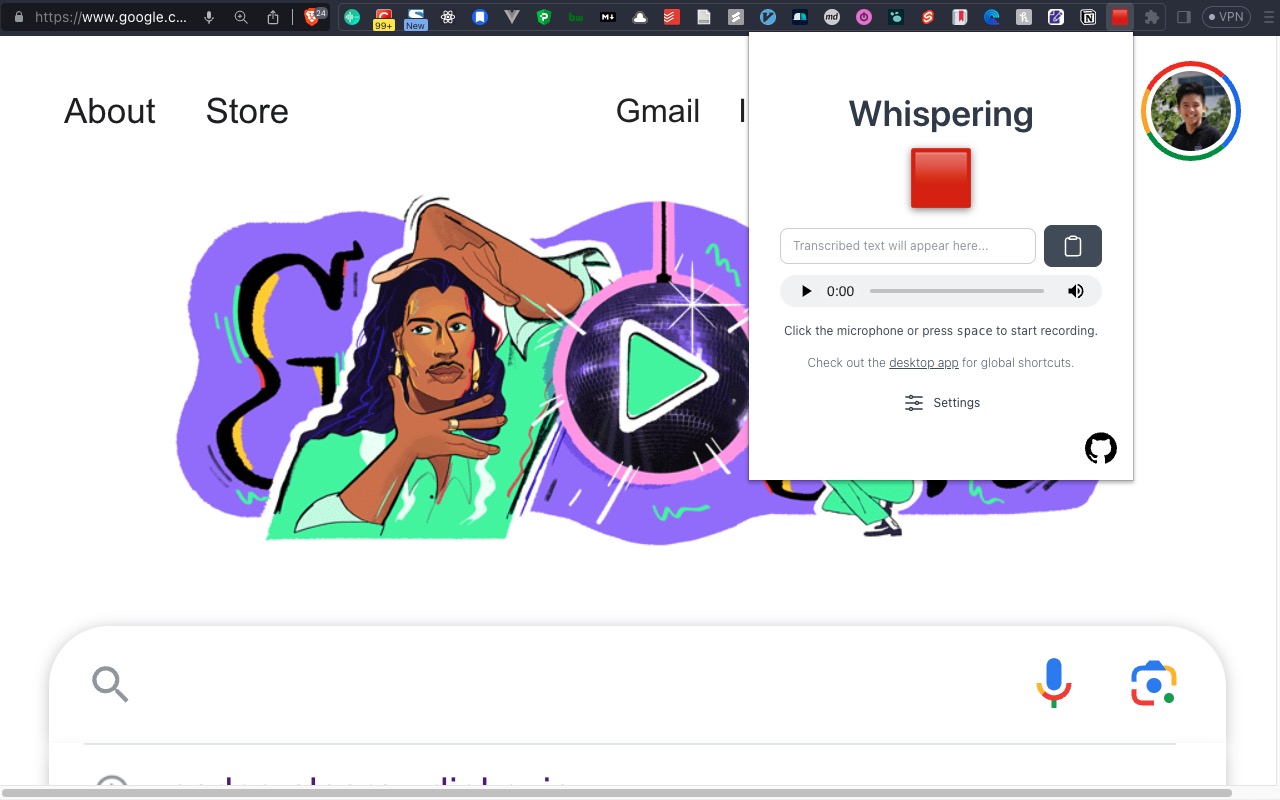 https://www.google.c...
24
99+
New
bw
M↓
md
VPN
About
Store
Gmail
Whispering
Transcribed text will appear here...
0:00
Click the microphone or press space to start recording.
Check out the desktop app for global shortcuts.
Settings